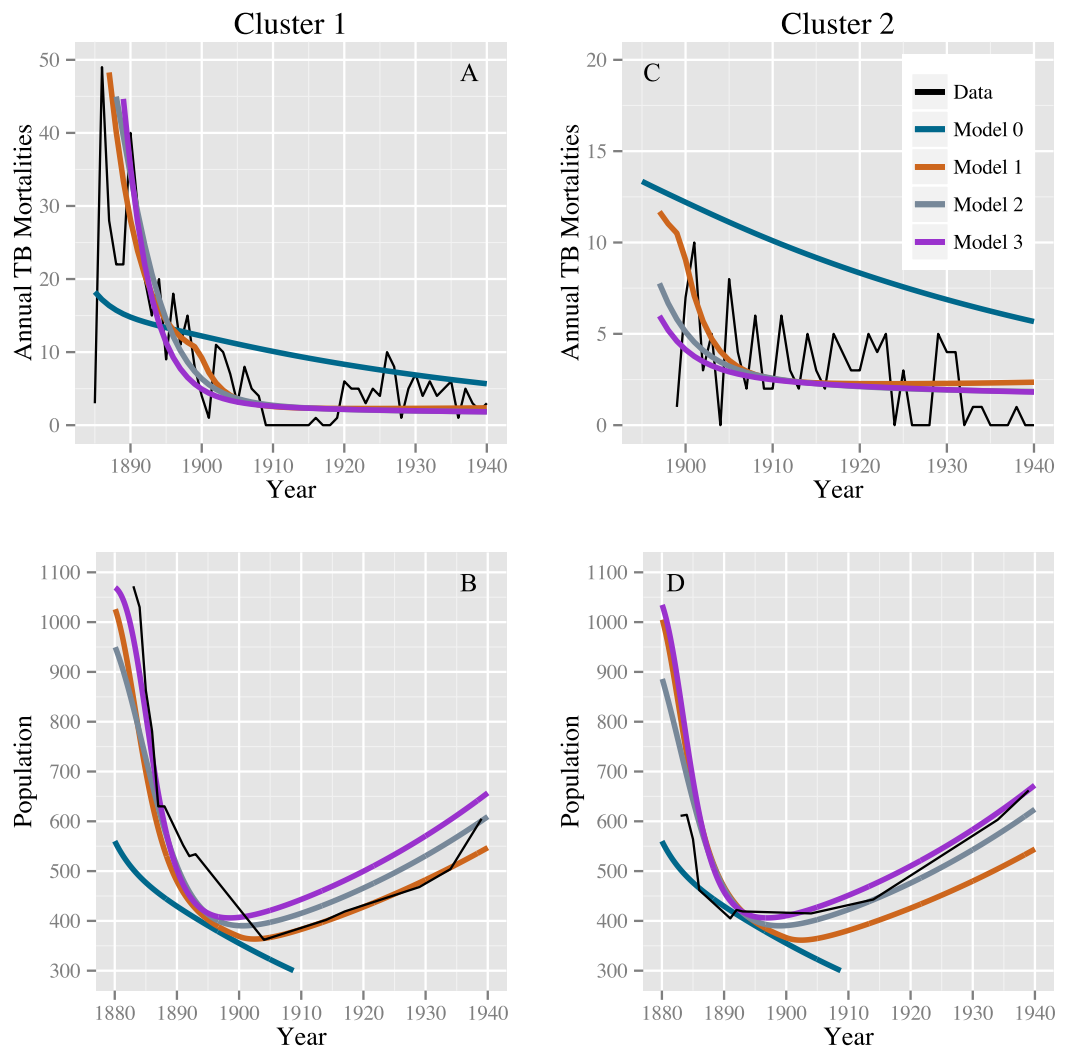 Cluster 1
Cluster 2
50
40
30
20
10
0
Annual TB Mortalities
A
1890
1900
1910
1920
1930
1940
Year
20
15
10
5
0
Annual TB Mortalities
C
Data
Model 0
Model 1
Model 2
Model 3
1900
1910
1920
1930
1940
Year
1100
1000
900
800
700
600
500
400
300
Population
B
1880
1890
1900
1910
1920
1930
1940
Year
1100
1000
900
800
700
600
500
400
300
Population
D
1880
1890
1900
1910
1920
1930
1940
Year